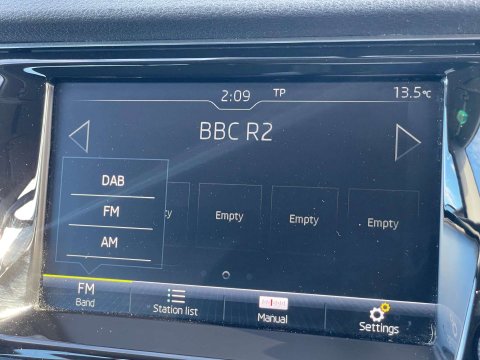 2:09 TP 13.5°C
BBC R2
DAB
FM
AM
Empty Empty Empty
FM
Band
Station list
Manual
Settings